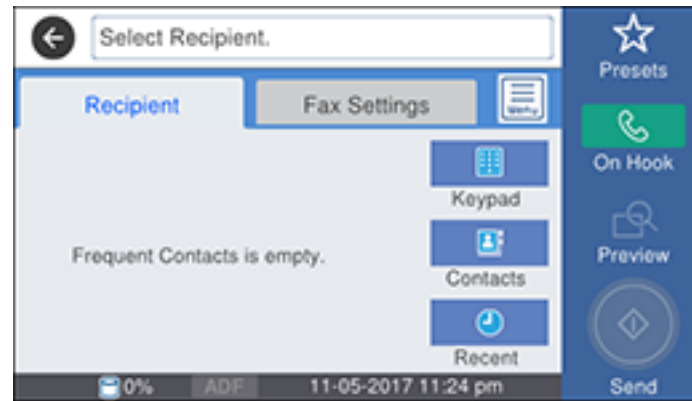 Select Recipient.
Presets
Recipient
Fax Settings
Menu
On Hook
Keypad
Frequent Contacts is empty.
Contacts
Preview
Recent
0% ADF 11-05-2017 11:24 pm
Send